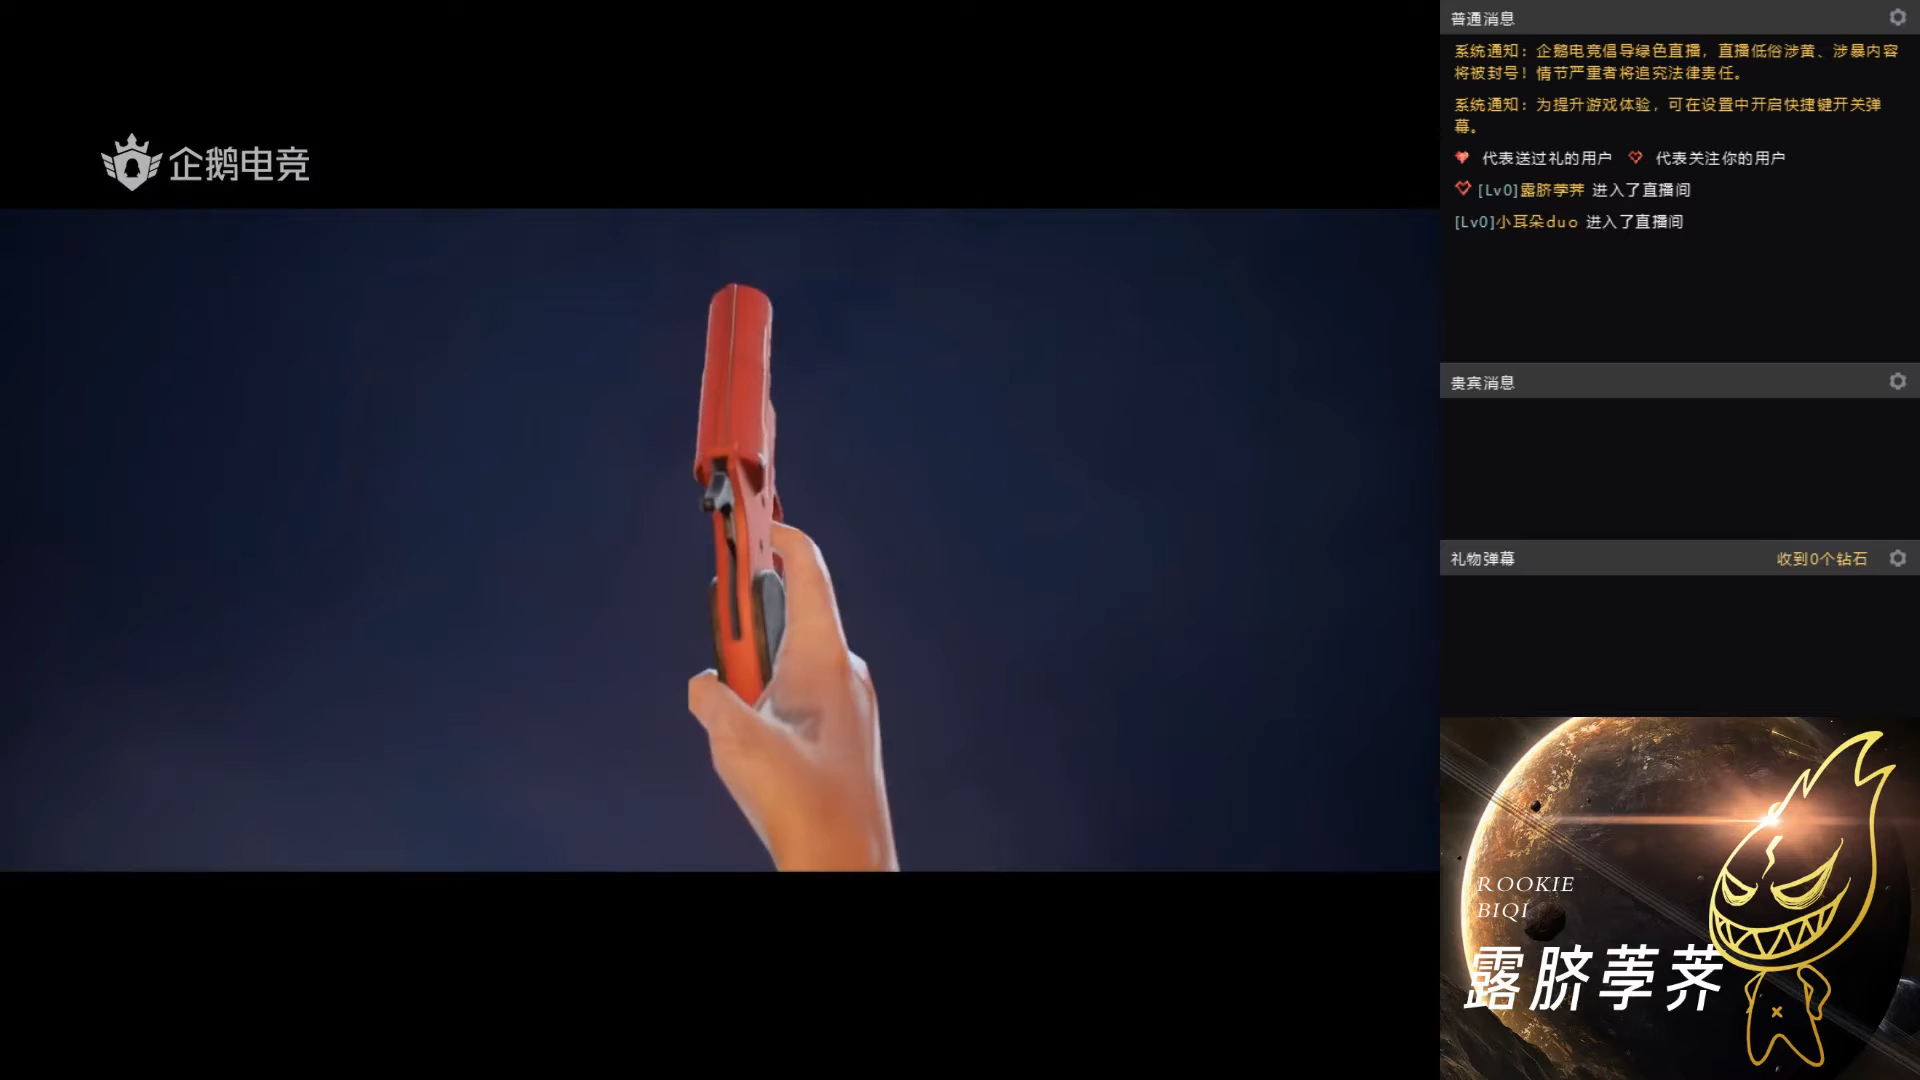 企鹅电竞
普通消息
系统通知：企鹅电竞倡导绿色直播，直播低俗涉黄、涉暴内容
将被封号！情节严重者将追究法律责任。
系统通知：为提升游戏体验，可在设置中开启快捷键开关弹
幕。
代表送过礼的用户 代表关注你的用户
[Lv0]露脐荸荠 进入了直播间
[Lv0]小耳朵duo 进入了直播间
贵宾消息
礼物弹幕 收到0个钻石
ROOKIE
BIQI
露脐荸荠